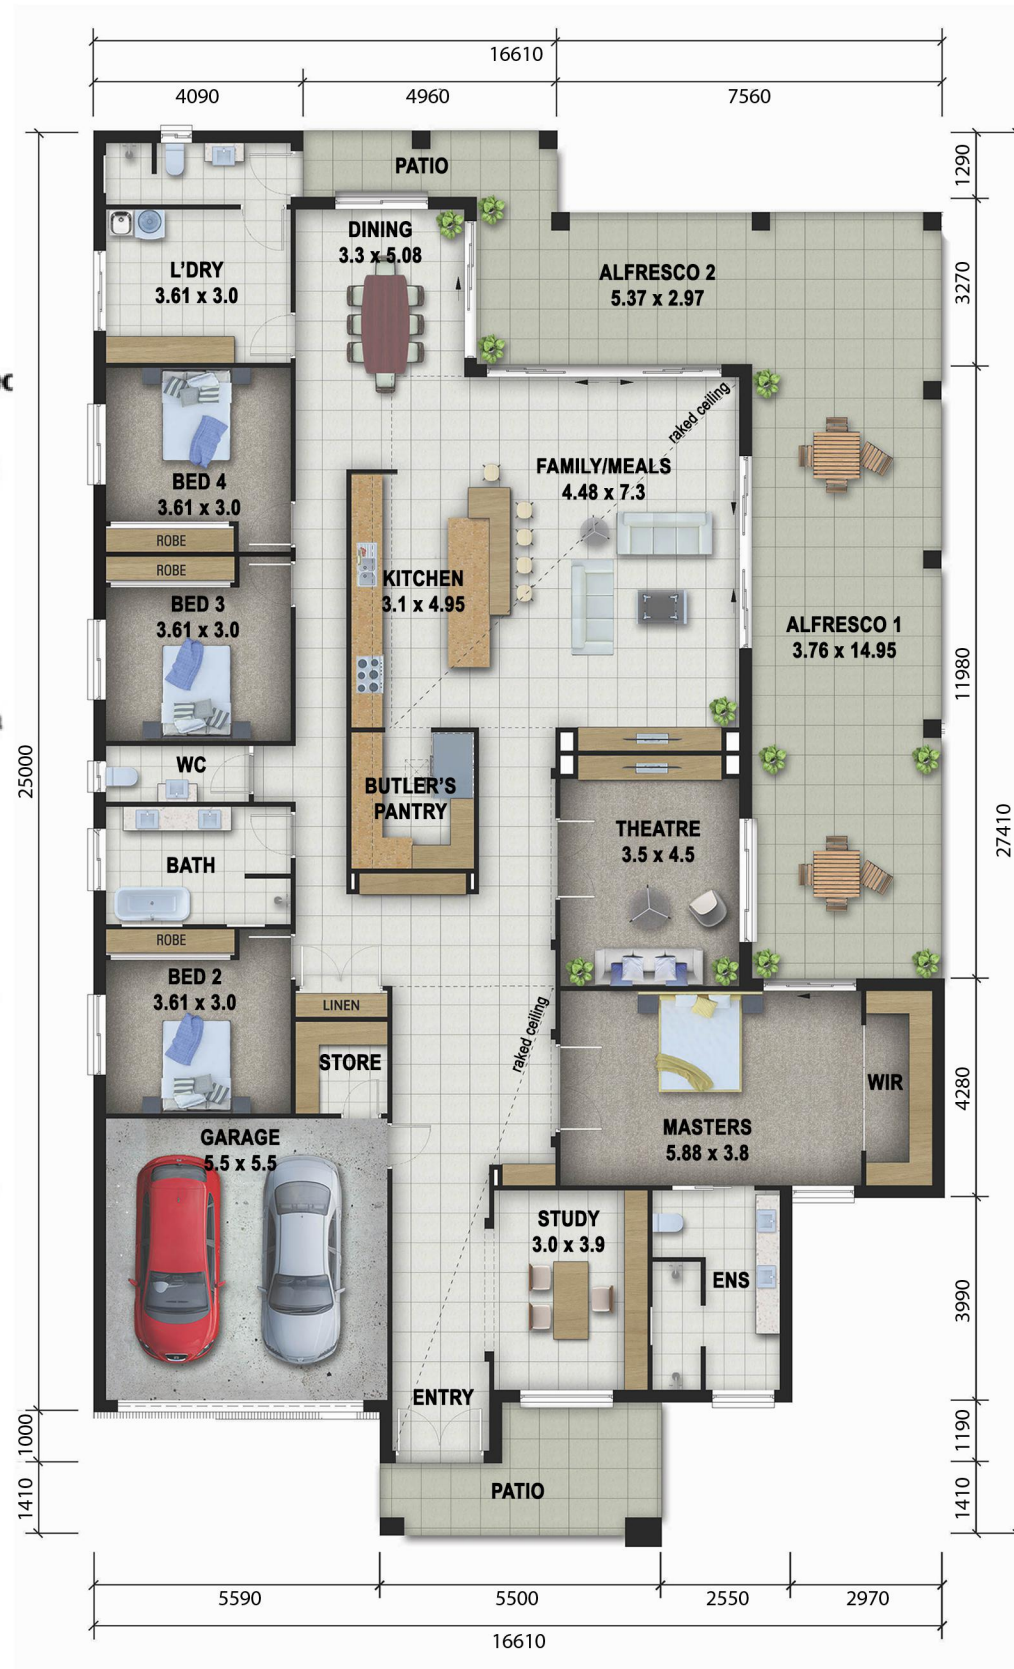 16610
4090
4960
7560
PATIO
1290
DINING
3.3 x 5.08
L'DRY
3.61 x 3.0
ALFRESCO 2
5.37 x 2.97
3270
raked ceiling
BED 4
3.61 x 3.0
FAMILY/MEALS
4.48 x 7.3
ROBE
ROBE
KITCHEN
3.1 x 4.95
BED 3
3.61 x 3.0
ALFRESCO 1
3.76 x 14.95
11980
25000
WC
BUTLER'S
PANTRY
THEATRE
3.5 x 4.5
27410
BATH
ROBE
BED 2
3.61 x 3.0
LINEN
raked ceiling
STORE
WIR
4280
GARAGE
5.5 x 5.5
MASTERS
5.88 x 3.8
STUDY
3.0 x 3.9
ENS
3990
ENTRY
1000
1190
PATIO
1410
1410
5590
5500
2550
2970
16610